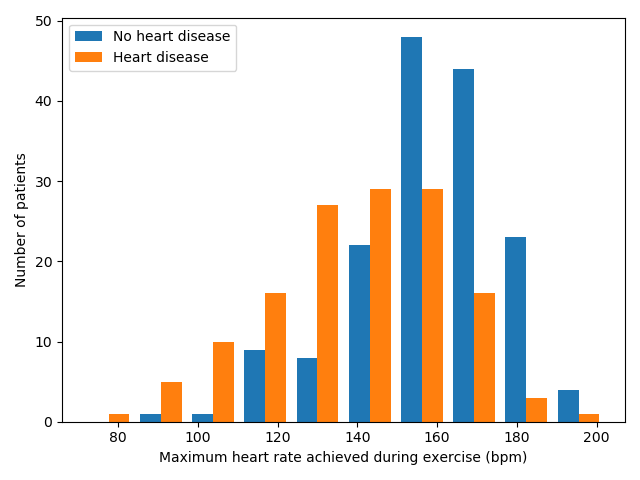 No heart disease
Heart disease
Number of patients
50
40
30
20
10
0
80 100 120 140 160 180 200
Maximum heart rate achieved during exercise (bpm)